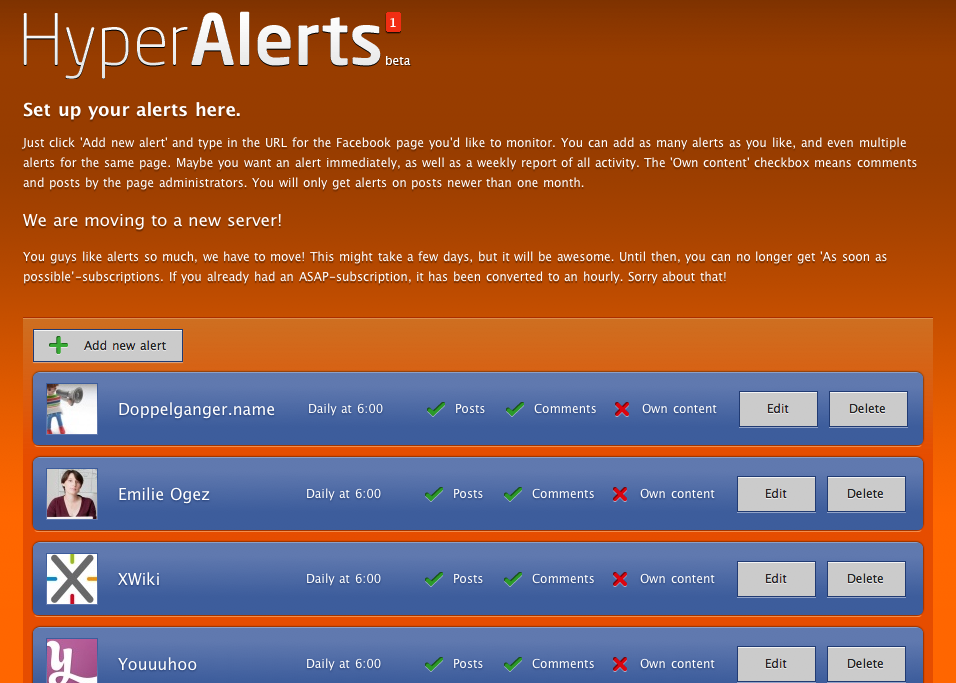 HyperAlerts 1
beta
Set up your alerts here.
Just click 'Add new alert' and type in the URL for the Facebook page you'd like to monitor. You can add as many alerts as you like, and even multiple
alerts for the same page. Maybe you want an alert immediately, as well as a weekly report of all activity. The 'Own content' checkbox means comments
and posts by the page administrators. You will only get alerts on posts newer than one month.
We are moving to a new server!
You guys like alerts so much, we have to move! This might take a few days, but it will be awesome. Until then, you can no longer get 'As soon as
possible'-subscriptions. If you already had an ASAP-subscription, it has been converted to an hourly. Sorry about that!
Add new alert
Doppelganger.name Daily at 6:00 Posts Comments Own content Edit Delete
Emilie Ogez Daily at 6:00 Posts Comments Own content Edit Delete
XWiki Daily at 6:00 Posts Comments Own content Edit Delete
y Youuuhoo Daily at 6:00 Posts Comments Own content Edit Delete